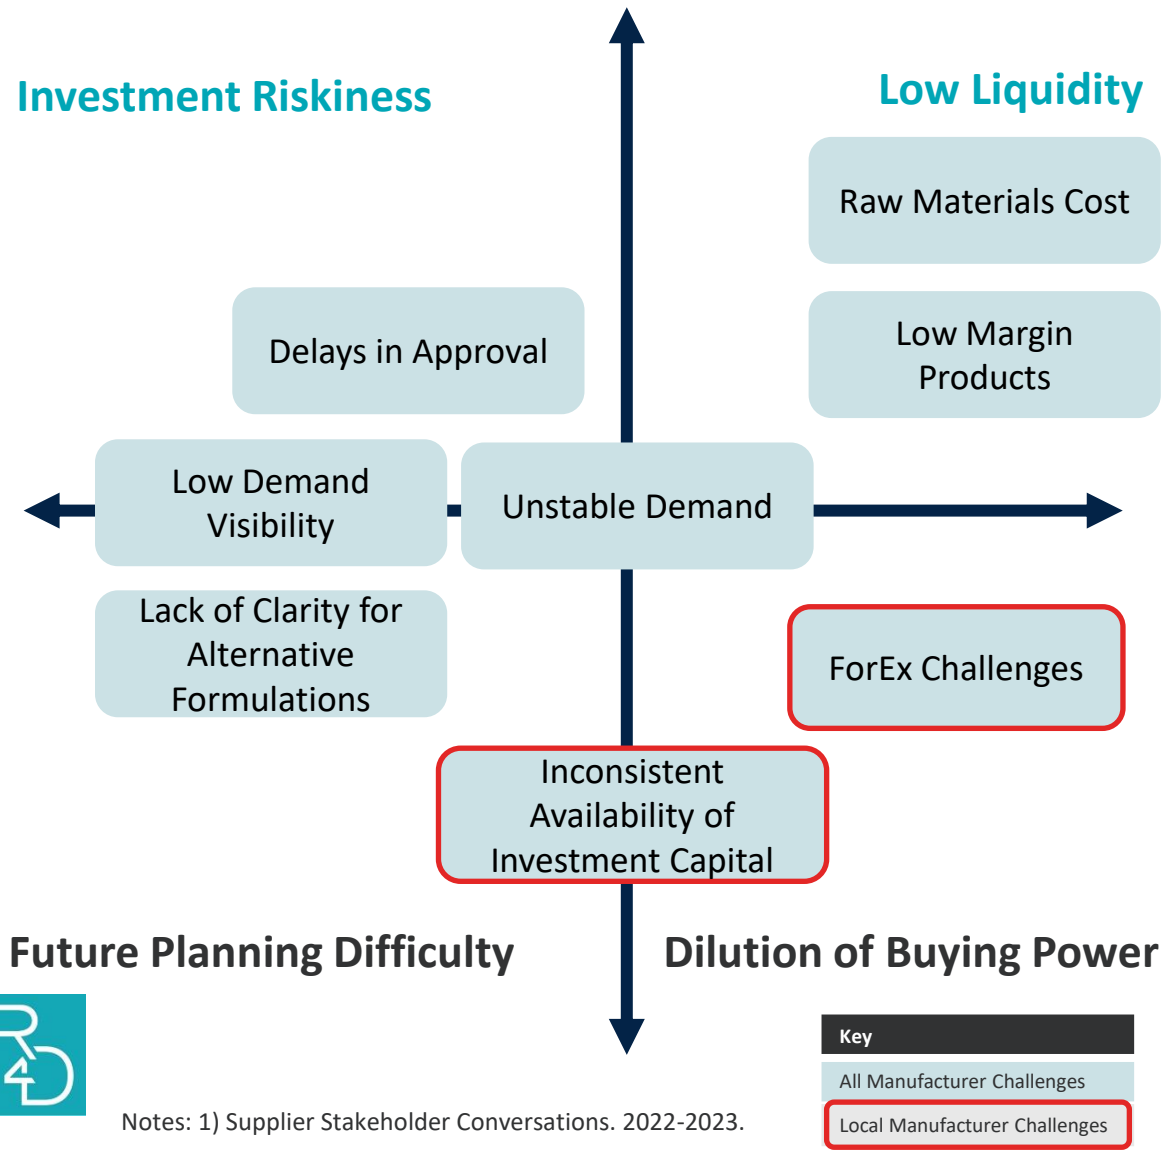 Investment Riskiness
Low Liquidity
Raw Materials Cost
Delays in Approval
Low Margin
Products
Low Demand
Visibility
Unstable Demand
Lack of Clarity for
Alternative
Formulations
ForEx Challenges
Inconsistent
Availability of
Investment Capital
Future Planning Difficulty
Dilution of Buying Power
R4D
Notes: 1) Supplier Stakeholder Conversations. 2022-2023.
Key
All Manufacturer Challenges
Local Manufacturer Challenges